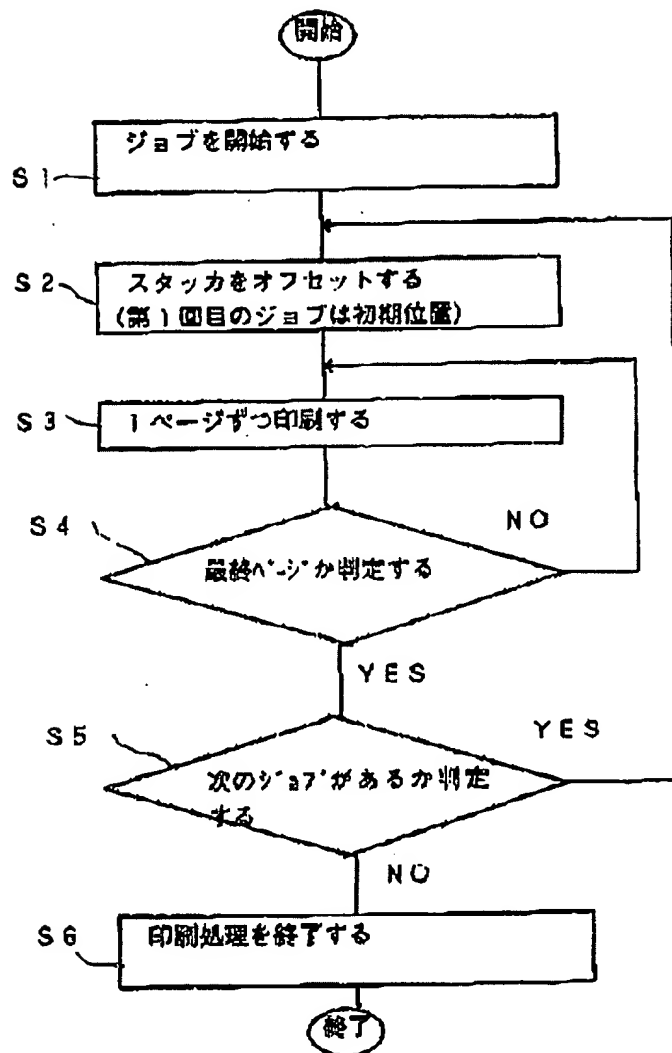 開始
ジョブを開始する
S1
S2
スタッカをオフセットする
(第1回目のジョブは初期位置)
S3
1ページずつ印刷する
S4
NO
最終ページか判定する
YES
S5
YES
次のジョブがあるか判定
する
NO
S6
印刷処理を終了する
終了